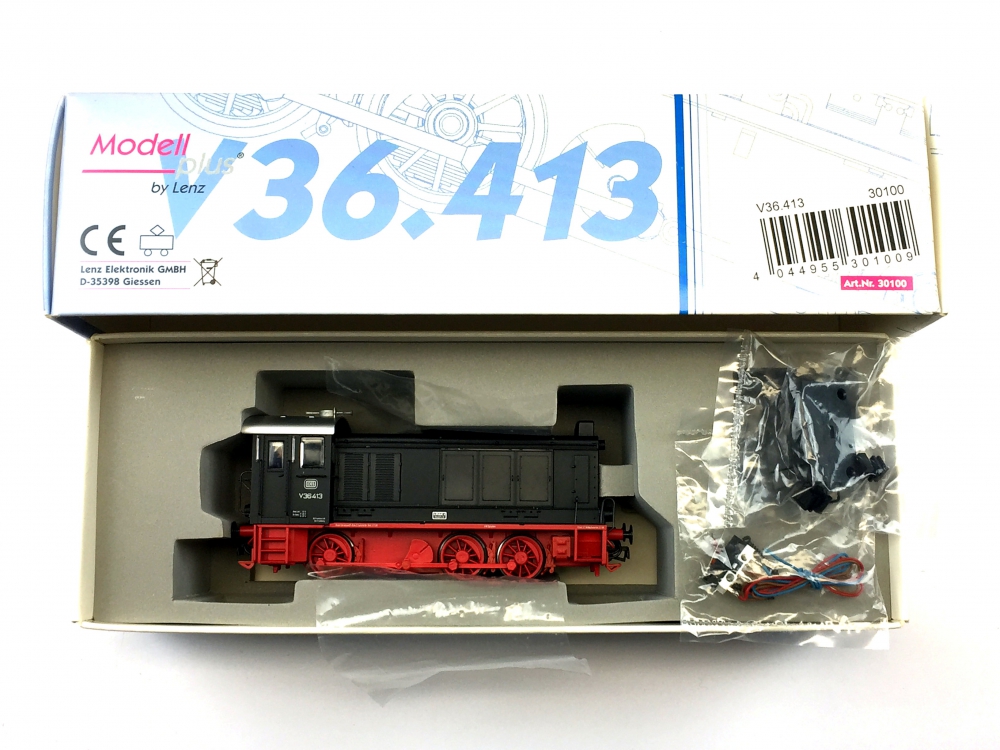 Modell
plus®
by Lenz
V36.413
CE
Lenz Elektronik GMBH
D-35398 Giessen
V36.413 30100
4 044955 301009
Art.Nr. 30100
DB
V36413